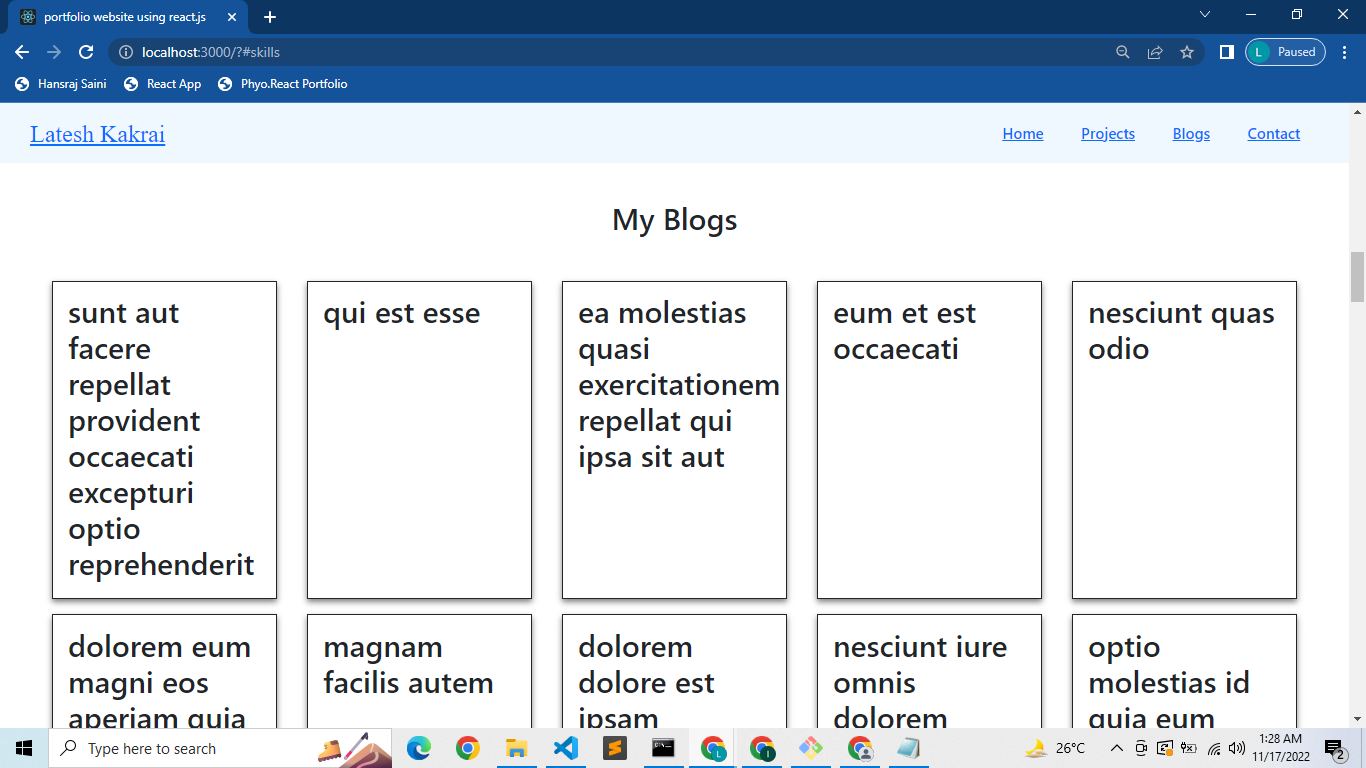 portfolio website using react.js
localhost:3000/?#skills
L Paused
Hansraj Saini React App Phyo.React Portfolio
Latesh Kakrai Home Projects Blogs Contact
My Blogs
sunt aut
facere
repellat
provident
occaecati
excepturi
optio
reprehenderit
qui est esse
ea molestias
quasi
exercitationem
repellat qui
ipsa sit aut
eum et est
occaecati
nesciunt quas
odio
dolorem eum
magni eos
aperiam quia
magnam
facilis autem
dolorem
dolore est
ipsam
nesciunt iure
omnis
dolorem
optio
molestias id
quia eum
Type here to search
L
I
26°C
1:28 AM
11/17/2022
2